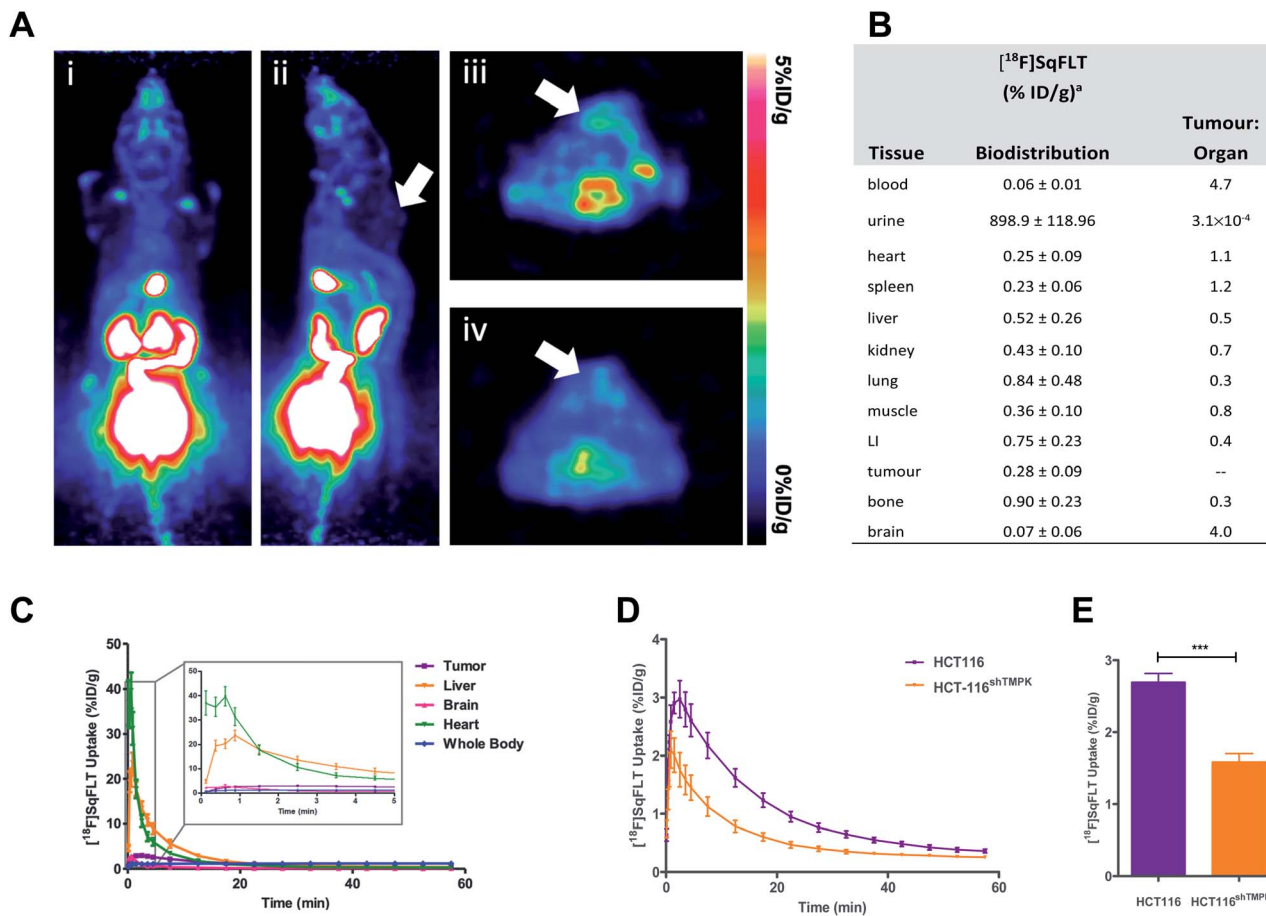 A
i
ii
iii
iv
5%ID/g
0%ID/g
B
[¹⁸F]SqFLT
(% ID/g)ᵃ
Tissue Biodistribution Tumour: Organ
blood 0.06 ± 0.01 4.7
urine 898.9 ± 118.96 3.1×10⁻⁴
heart 0.25 ± 0.09 1.1
spleen 0.23 ± 0.06 1.2
liver 0.52 ± 0.26 0.5
kidney 0.43 ± 0.10 0.7
lung 0.84 ± 0.48 0.3
muscle 0.36 ± 0.10 0.8
LI 0.75 ± 0.23 0.4
tumour 0.28 ± 0.09 --
bone 0.90 ± 0.23 0.3
brain 0.07 ± 0.06 4.0
C
[¹⁸F]SqFLT Uptake (%ID/g)
50
40
30
20
10
0
0 20 40 60
Time (min)
50
40
30
20
10
0
0 1 2 3 4 5
Time (min)
Tumor
Liver
Brain
Heart
Whole Body
D
[¹⁸F]SqFLT Uptake (%ID/g)
4
3
2
1
0
0 20 40 60
Time (min)
HCT116
HCT-116ˢʰᵀᴹᴾᴷ
E
[¹⁸F]SqFLT Uptake (%ID/g)
3
2
1
0
***
HCT116 HCT116ˢʰᵀᴹᴾᴷ